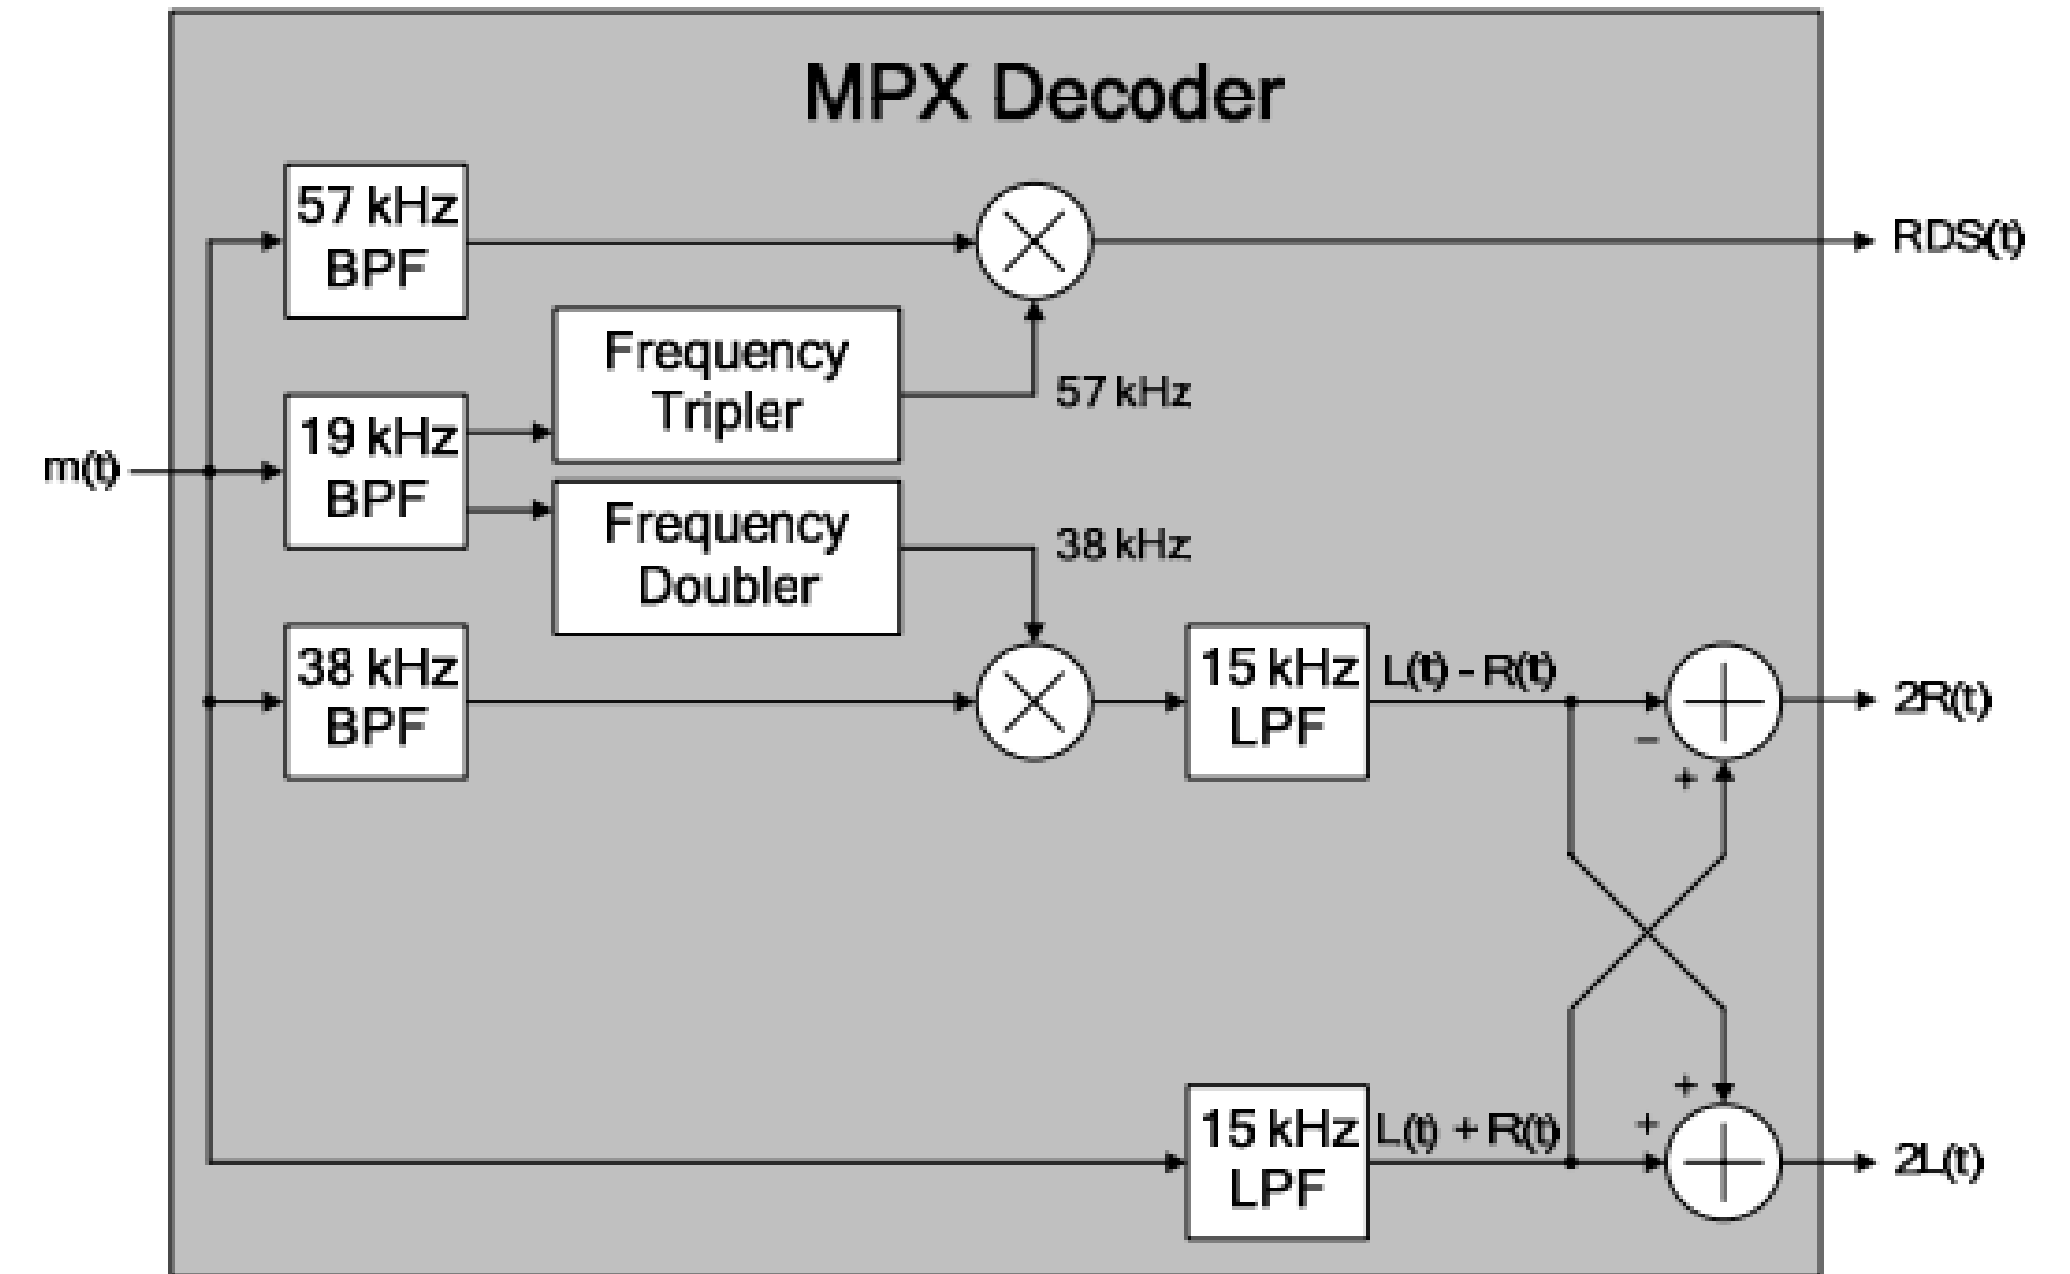 MPX Decoder
57 kHz
BPF
RDS(t)
Frequency
Tripler
57 kHz
19 kHz
BPF
m(t)
Frequency
Doubler
38 kHz
38 kHz
BPF
15 kHz
LPF
L(t) - R(t)
2R(t)
−
+
+
+
15 kHz
LPF
L(t) + R(t)
2L(t)